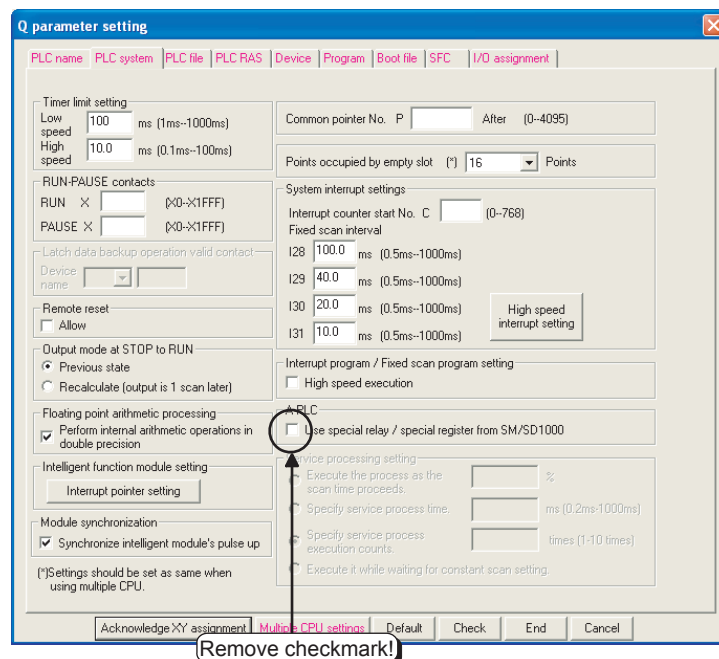 Q parameter setting
PLC name PLC system PLC file PLC RAS Device Program Boot file SFC I/O assignment
Timer limit setting
Low speed 100 ms (1ms--1000ms)
High speed 10.0 ms (0.1ms--100ms)
RUN-PAUSE contacts
RUN X (X0--X1FFF)
PAUSE X (X0--X1FFF)
Latch data backup operation valid contact
Device name
Remote reset
Allow
Output mode at STOP to RUN
Previous state
Recalculate (output is 1 scan later)
Floating point arithmetic processing
Perform internal arithmetic operations in
double precision
Intelligent function module setting
Interrupt pointer setting
Module synchronization
Synchronize intelligent module's pulse up
(*)Settings should be set as same when
using multiple CPU.
Common pointer No. P After (0--4095)
Points occupied by empty slot (*) 16 Points
System interrupt settings
Interrupt counter start No. C (0--768)
Fixed scan interval
I28 100.0 ms (0.5ms--1000ms)
I29 40.0 ms (0.5ms--1000ms)
I30 20.0 ms (0.5ms--1000ms)
I31 10.0 ms (0.5ms--1000ms)
High speed
interrupt setting
Interrupt program / Fixed scan program setting
High speed execution
A-PLC
Use special relay / special register from SM/SD1000
Service processing setting
Execute the process as the
scan time proceeds. %
Specify service process time. ms (0.2ms-1000ms)
Specify service process
execution counts. times (1-10 times)
Execute it while waiting for constant scan setting.
Acknowledge XY assignment Multiple CPU settings Default Check End Cancel
Remove checkmark!